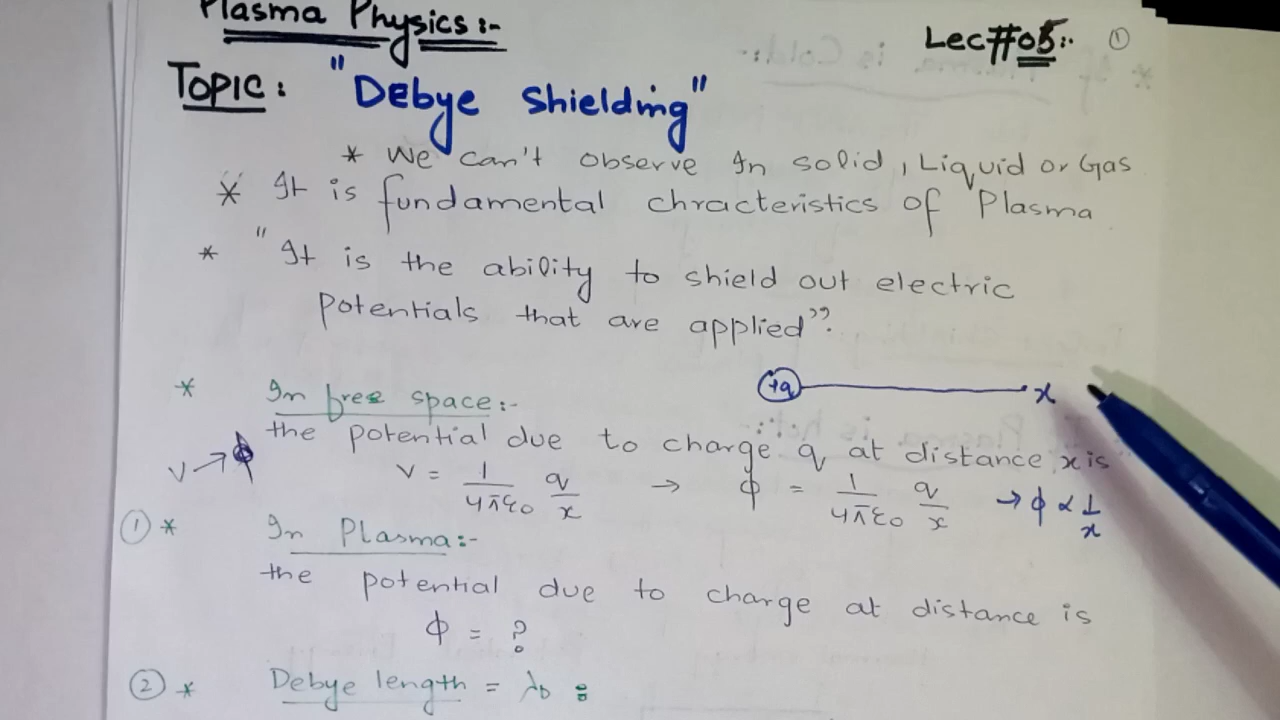 Plasma Physics:-
Lec#05:. ①
TOPIC: "Debye Shielding"
* We can't observe In solid, Liquid or Gas
* It is fundamental chracteristics of Plasma
* "It is the ability to shield out electric
potentials that are applied”.
+q x
* In free space:-
the potential due to charge q at distance x is
V → ϕ
V = 1/4πε₀ q/x → ϕ = 1/4πε₀ q/x → ϕ ∝ 1/x
① * In Plasma:-
the potential due to charge at distance is
ϕ = ?
② * Debye length = λD :